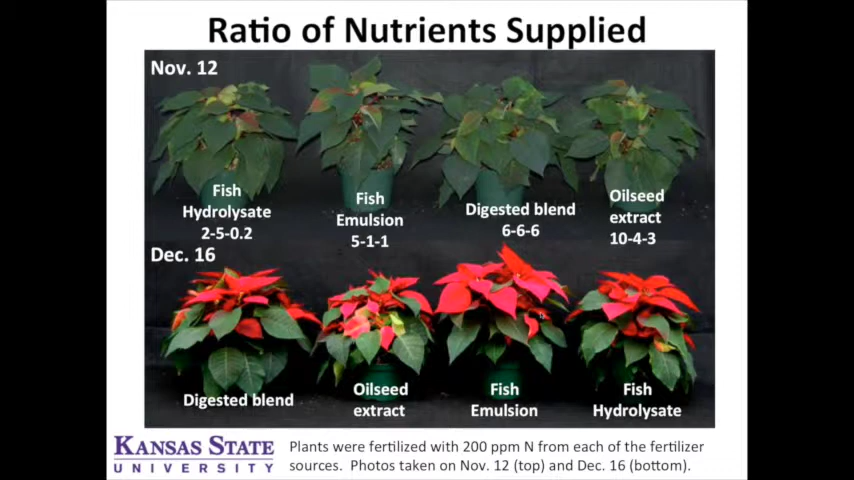 Ratio of Nutrients Supplied
Nov. 12
Fish
Hydrolysate
2-5-0.2
Fish
Emulsion
5-1-1
Digested blend
6-6-6
Oilseed
extract
10-4-3
Dec. 16
Digested blend
Oilseed
extract
Fish
Emulsion
Fish
Hydrolysate
KANSAS STATE
UNIVERSITY
Plants were fertilized with 200 ppm N from each of the fertilizer
sources. Photos taken on Nov. 12 (top) and Dec. 16 (bottom).